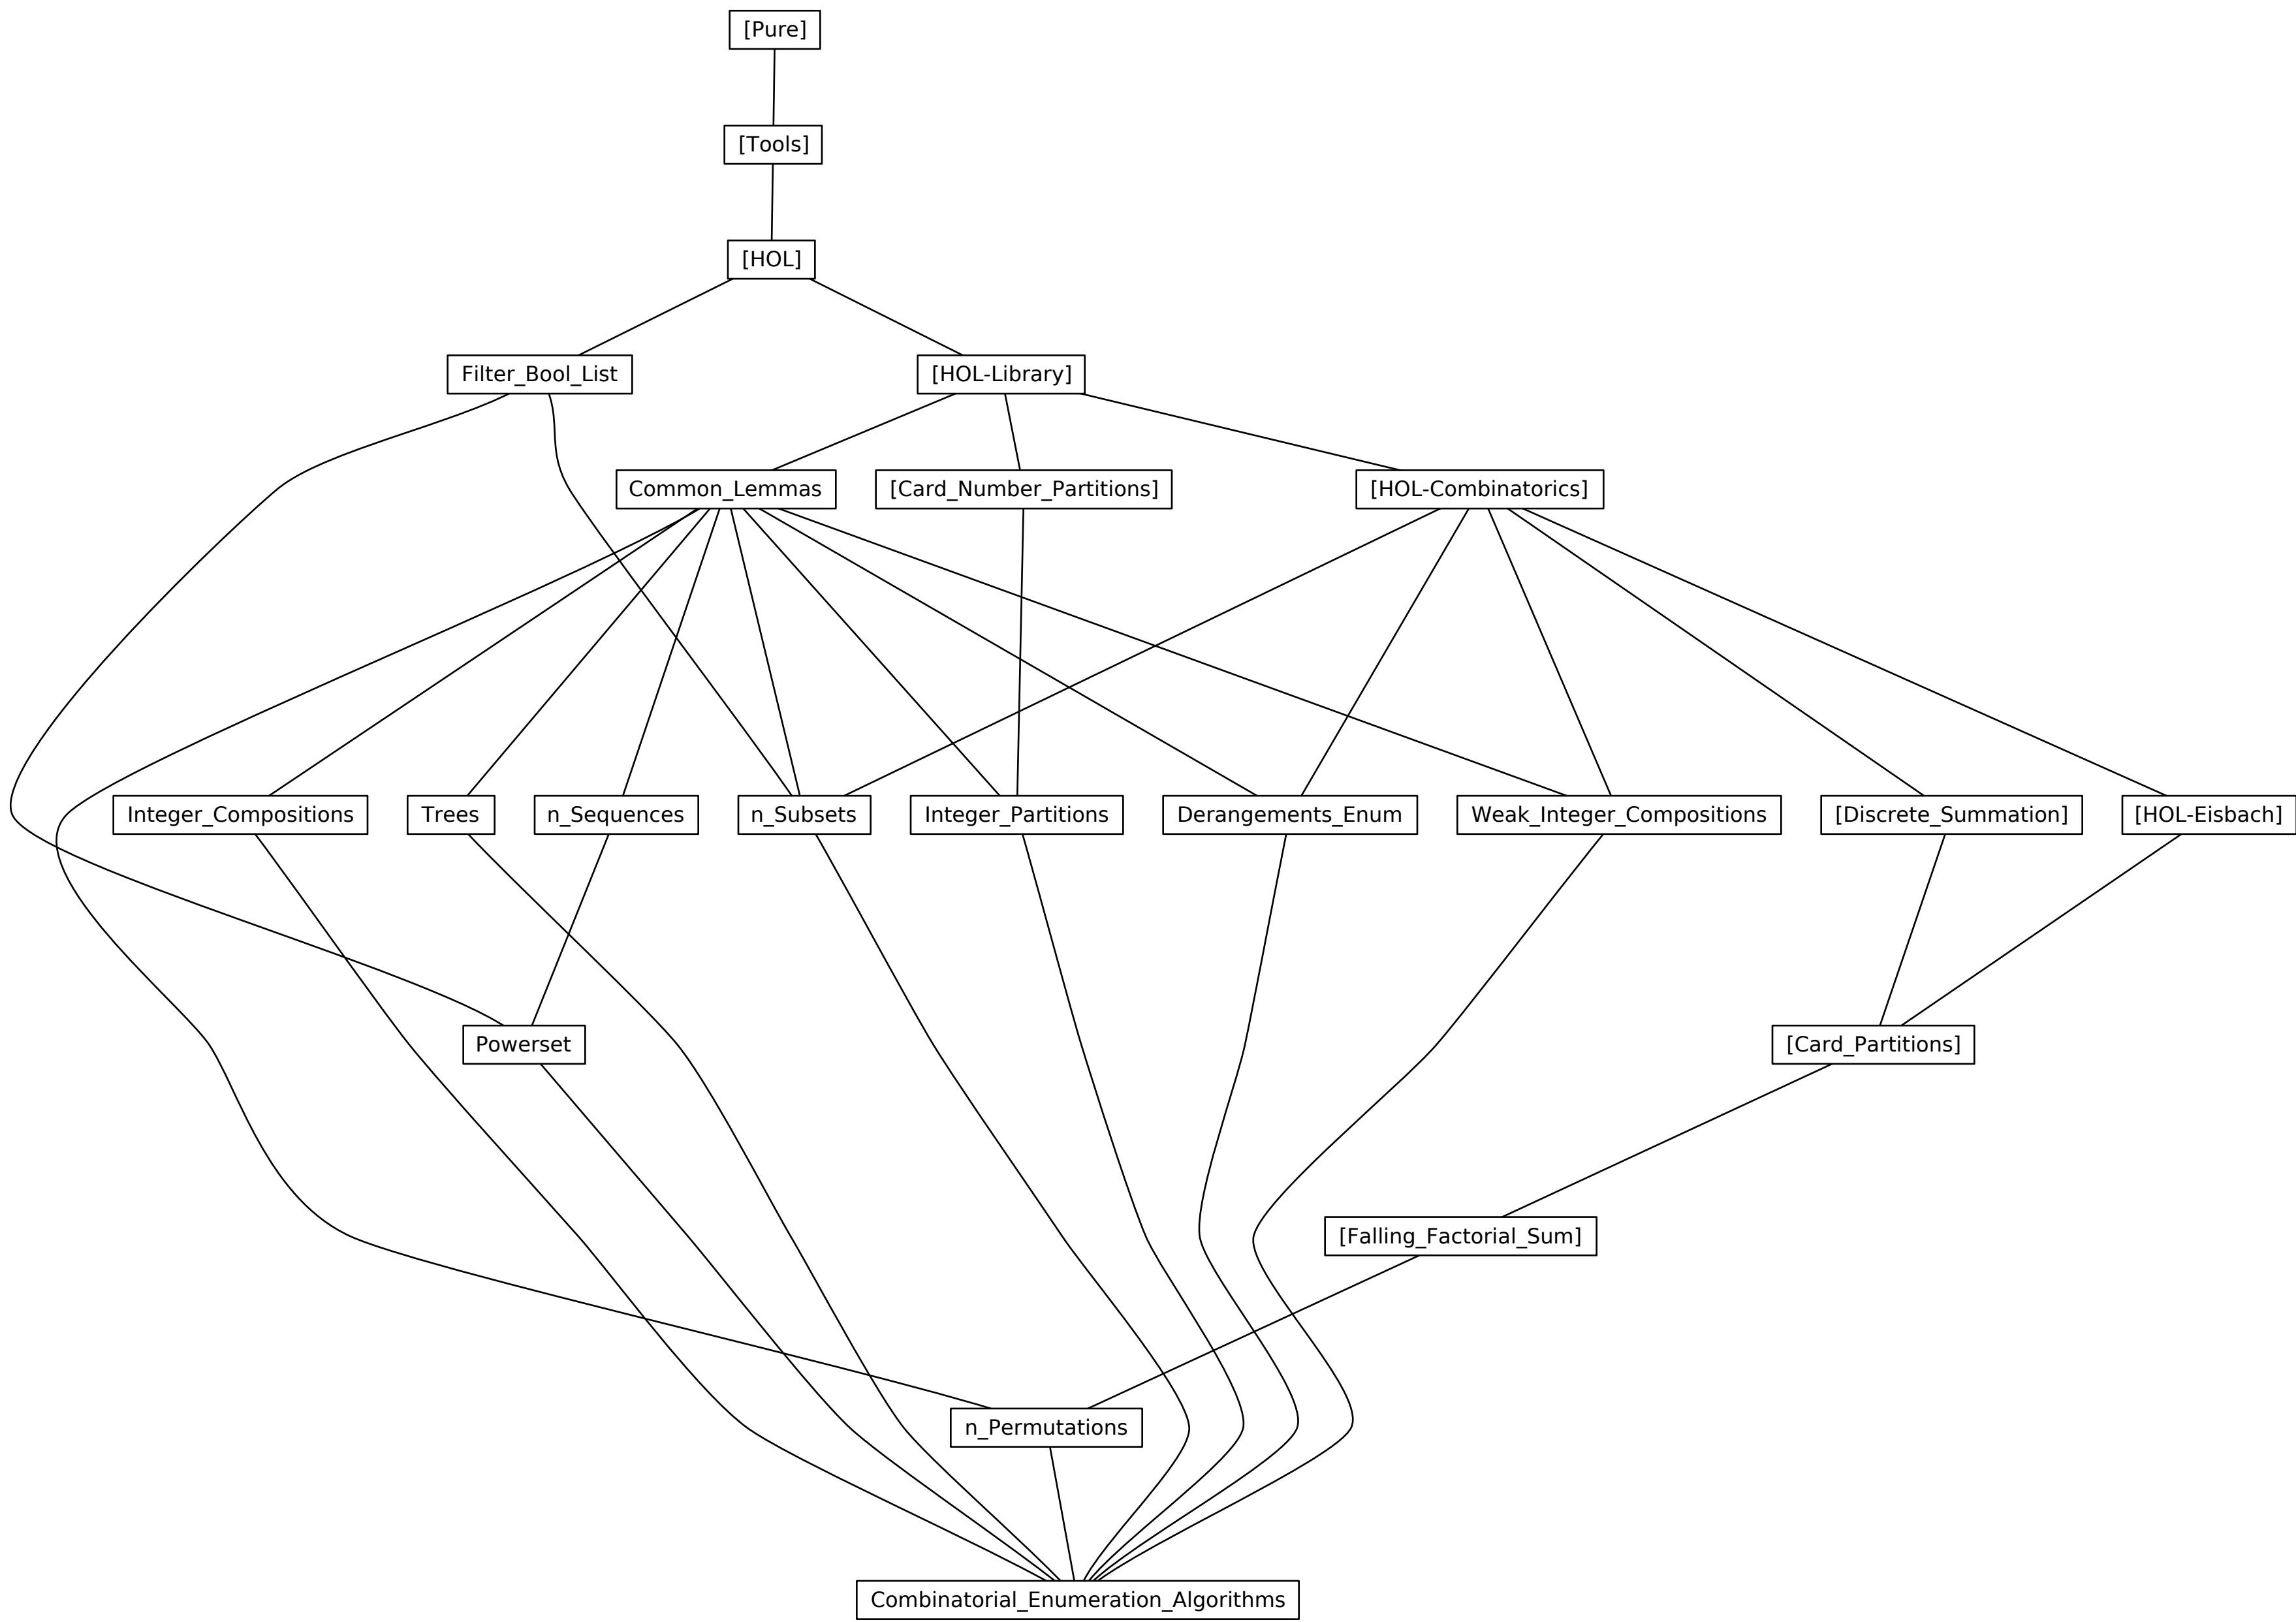 [Pure]
[Tools]
[HOL]
Filter_Bool_List
[HOL-Library]
Common_Lemmas
[Card_Number_Partitions]
[HOL-Combinatorics]
Integer_Compositions
Trees
n_Sequences
n_Subsets
Integer_Partitions
Derangements_Enum
Weak_Integer_Compositions
[Discrete_Summation]
[HOL-Eisbach]
Powerset
[Card_Partitions]
[Falling_Factorial_Sum]
n_Permutations
Combinatorial_Enumeration_Algorithms